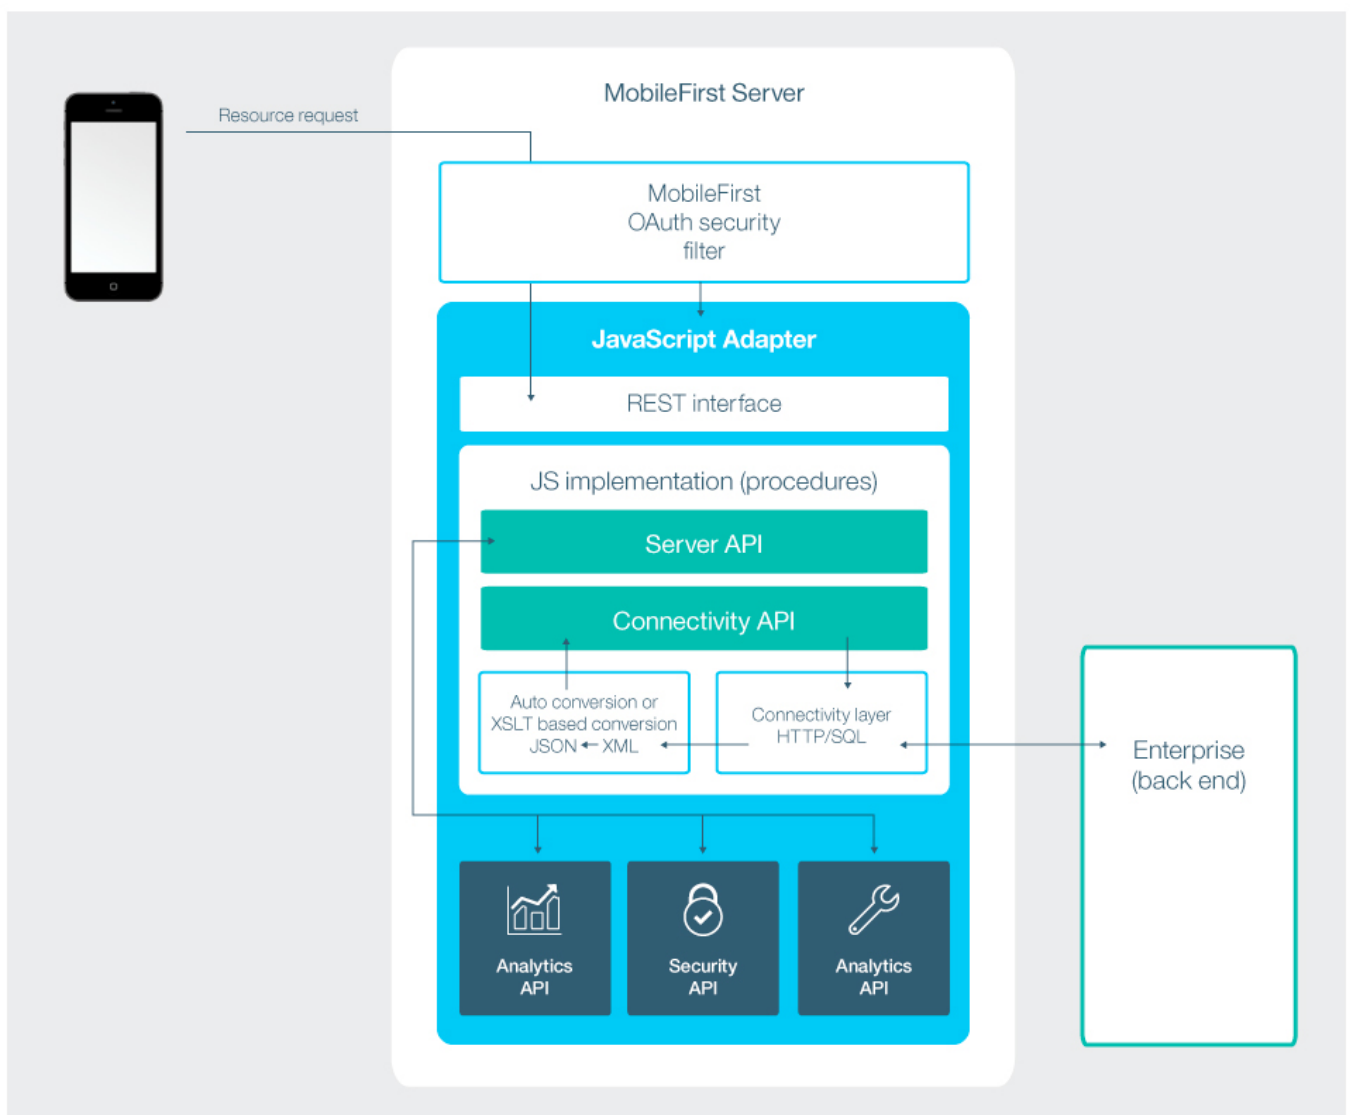 MobileFirst Server
Resource request
MobileFirst
OAuth security
filter
JavaScript Adapter
REST interface
JS implementation (procedures)
Server API
Connectivity API
Auto conversion or
XSLT based conversion
JSON ← XML
Connectivity layer
HTTP/SQL
Enterprise
(back end)
Analytics
API
Security
API
Analytics
API